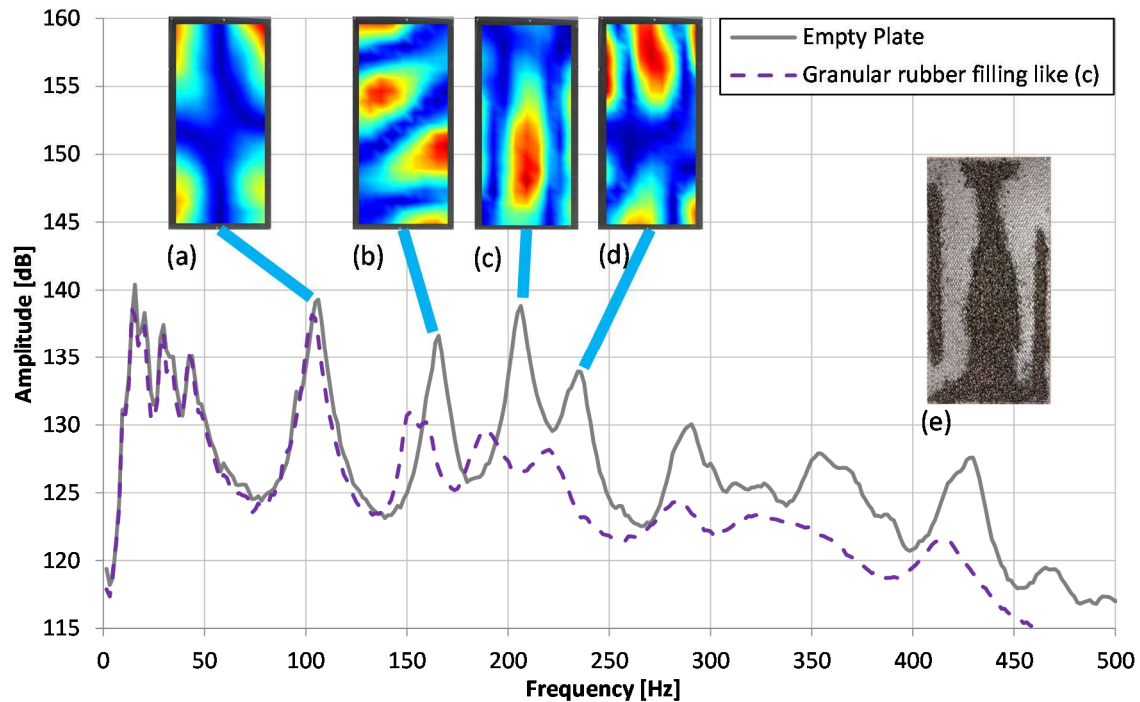 160
155
150
145
140
135
130
125
120
115
Amplitude [dB]
Empty Plate
Granular rubber filling like (c)
(a)
(b)
(c)
(d)
(e)
0
50
100
150
200
250
300
350
400
450
500
Frequency [Hz]